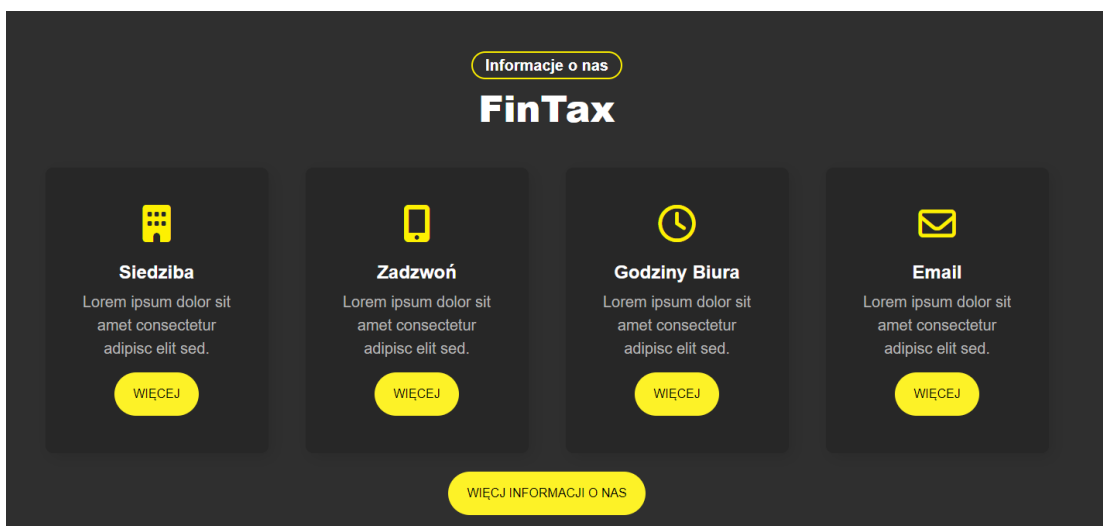 Informacje o nas
FinTax
Siedziba
Lorem ipsum dolor sit
amet consectetur
adipisc elit sed.
WIĘCEJ
Zadzwoń
Lorem ipsum dolor sit
amet consectetur
adipisc elit sed.
WIĘCEJ
Godziny Biura
Lorem ipsum dolor sit
amet consectetur
adipisc elit sed.
WIĘCEJ
Email
Lorem ipsum dolor sit
amet consectetur
adipisc elit sed.
WIĘCEJ
WIĘCJ INFORMACJI O NAS